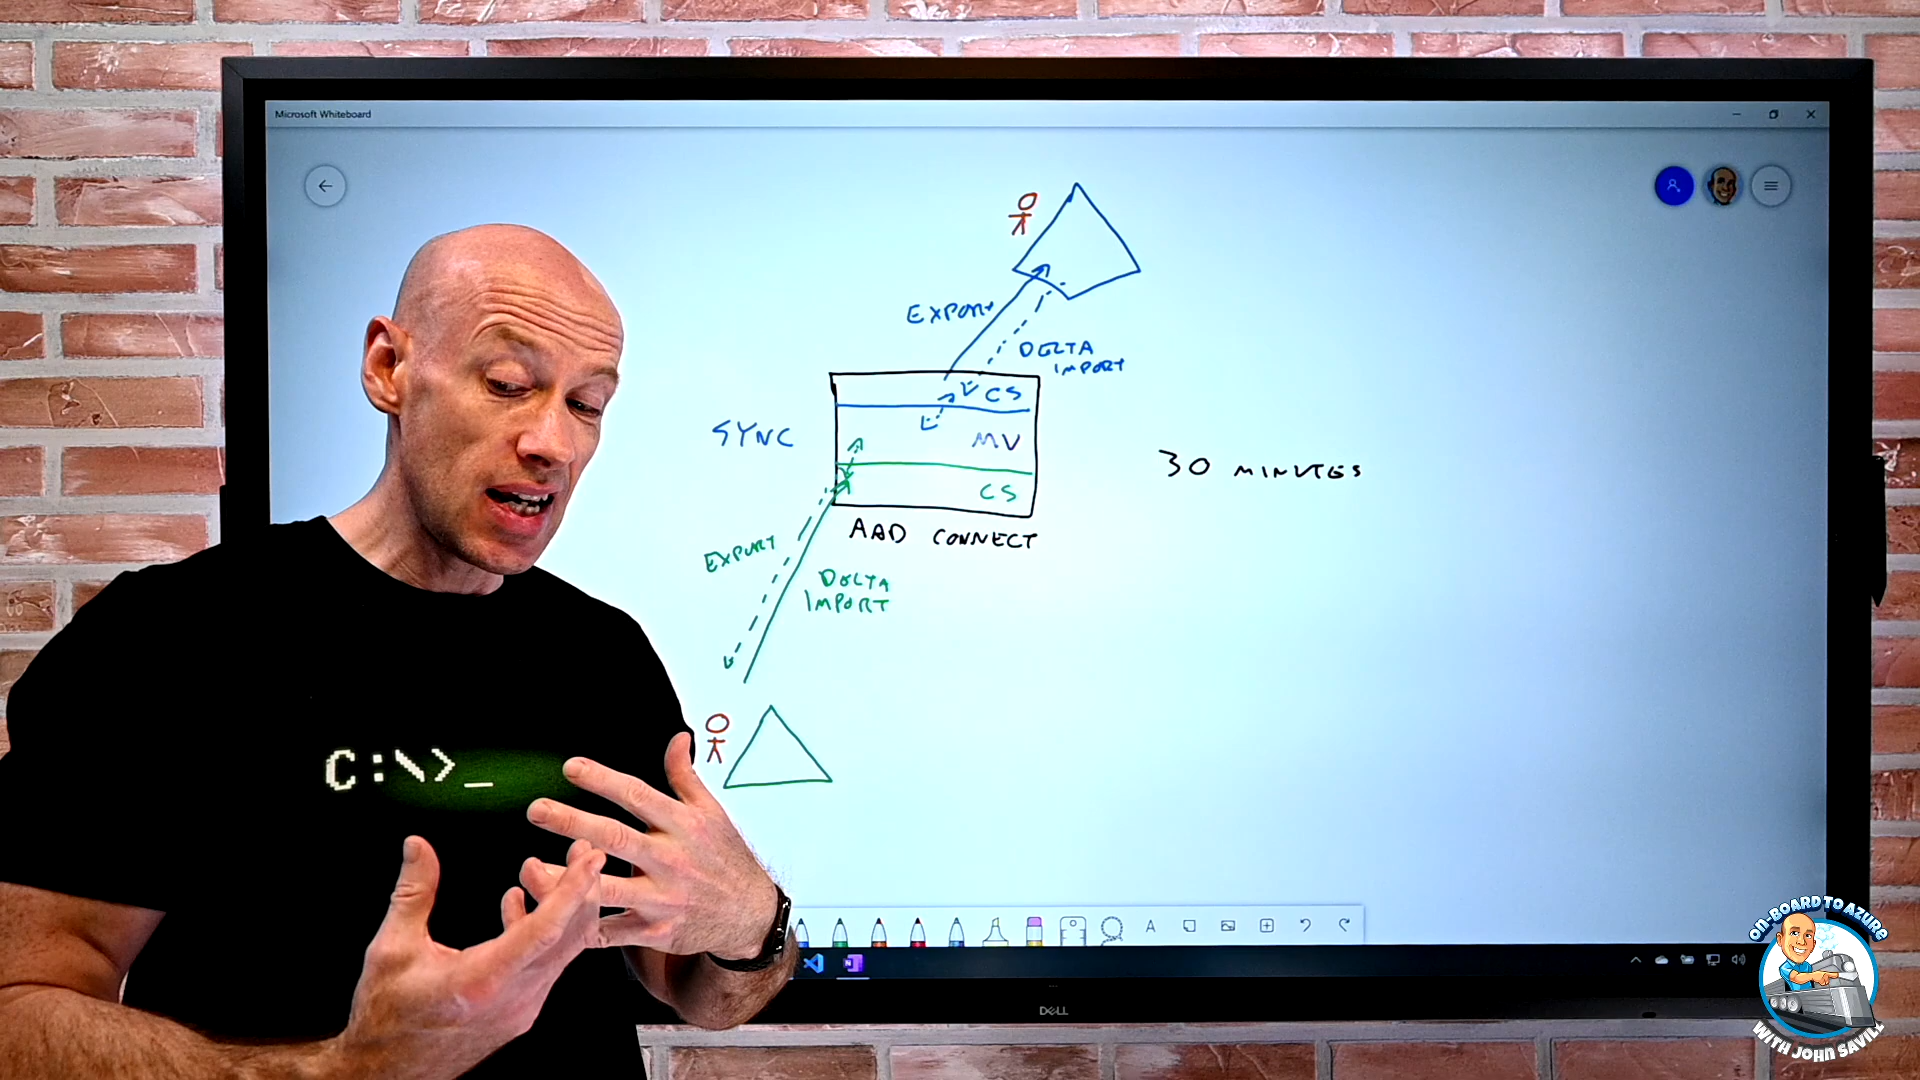 Microsoft Whiteboard
EXPORT
DELTA
IMPORT
CS
SYNC
MV
30 MINUTES
CS
AAD CONNECT
EXPORT
DELTA
IMPORT
C:\>_
A
DELL
ON-BOARD TO AZURE
WITH JOHN SAVILL